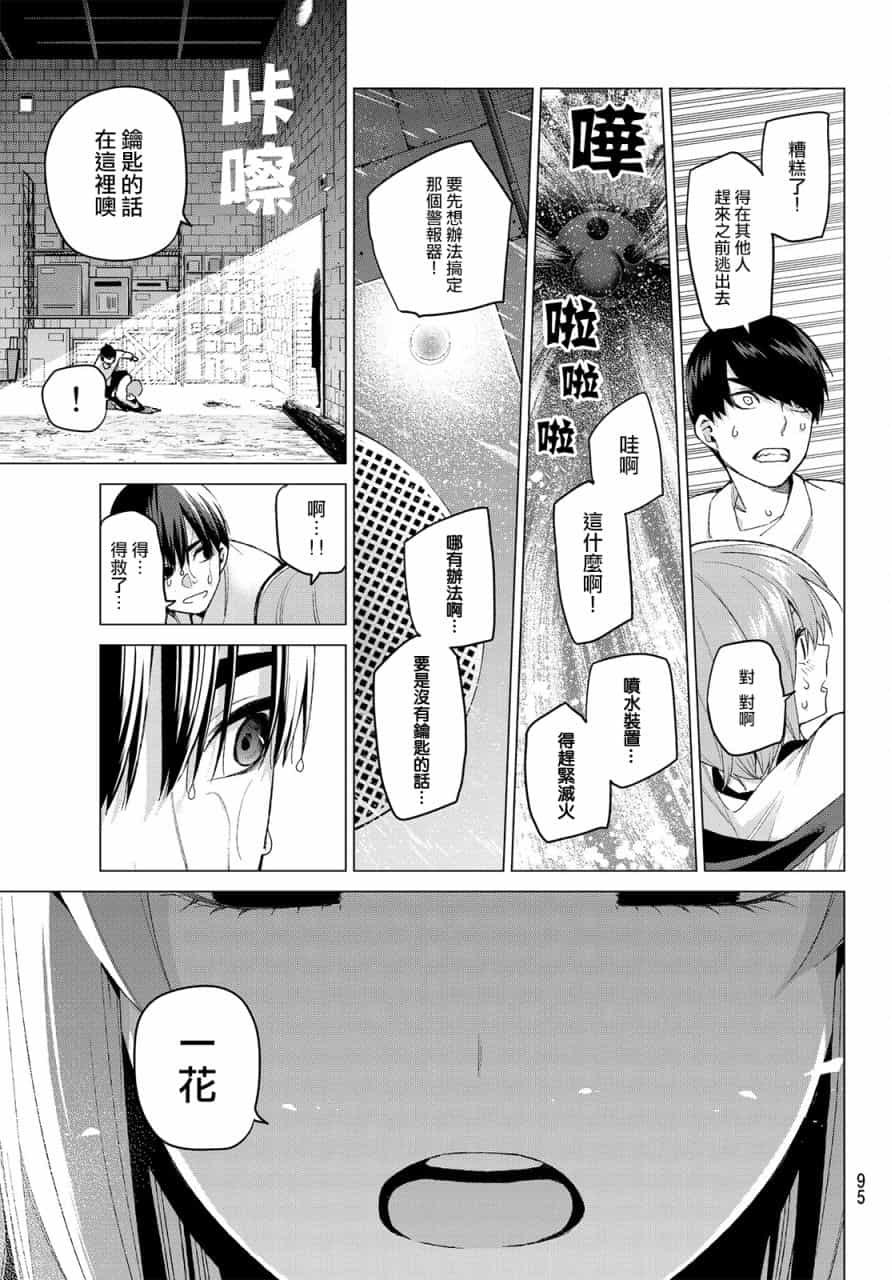 糟糕了！
得在其他人
趕來之前逃出去
對 對啊
嘩
啦
啦
啦
哇啊
這什麼啊！
噴水裝置…
得趕緊滅火
要先想辦法搞定
那個警報器！
哪有辦法啊…
要是沒有鑰匙的話…
咔嚓
鑰匙的話
在這裡噢
！
啊…!!
得…
得救了…
一花
95